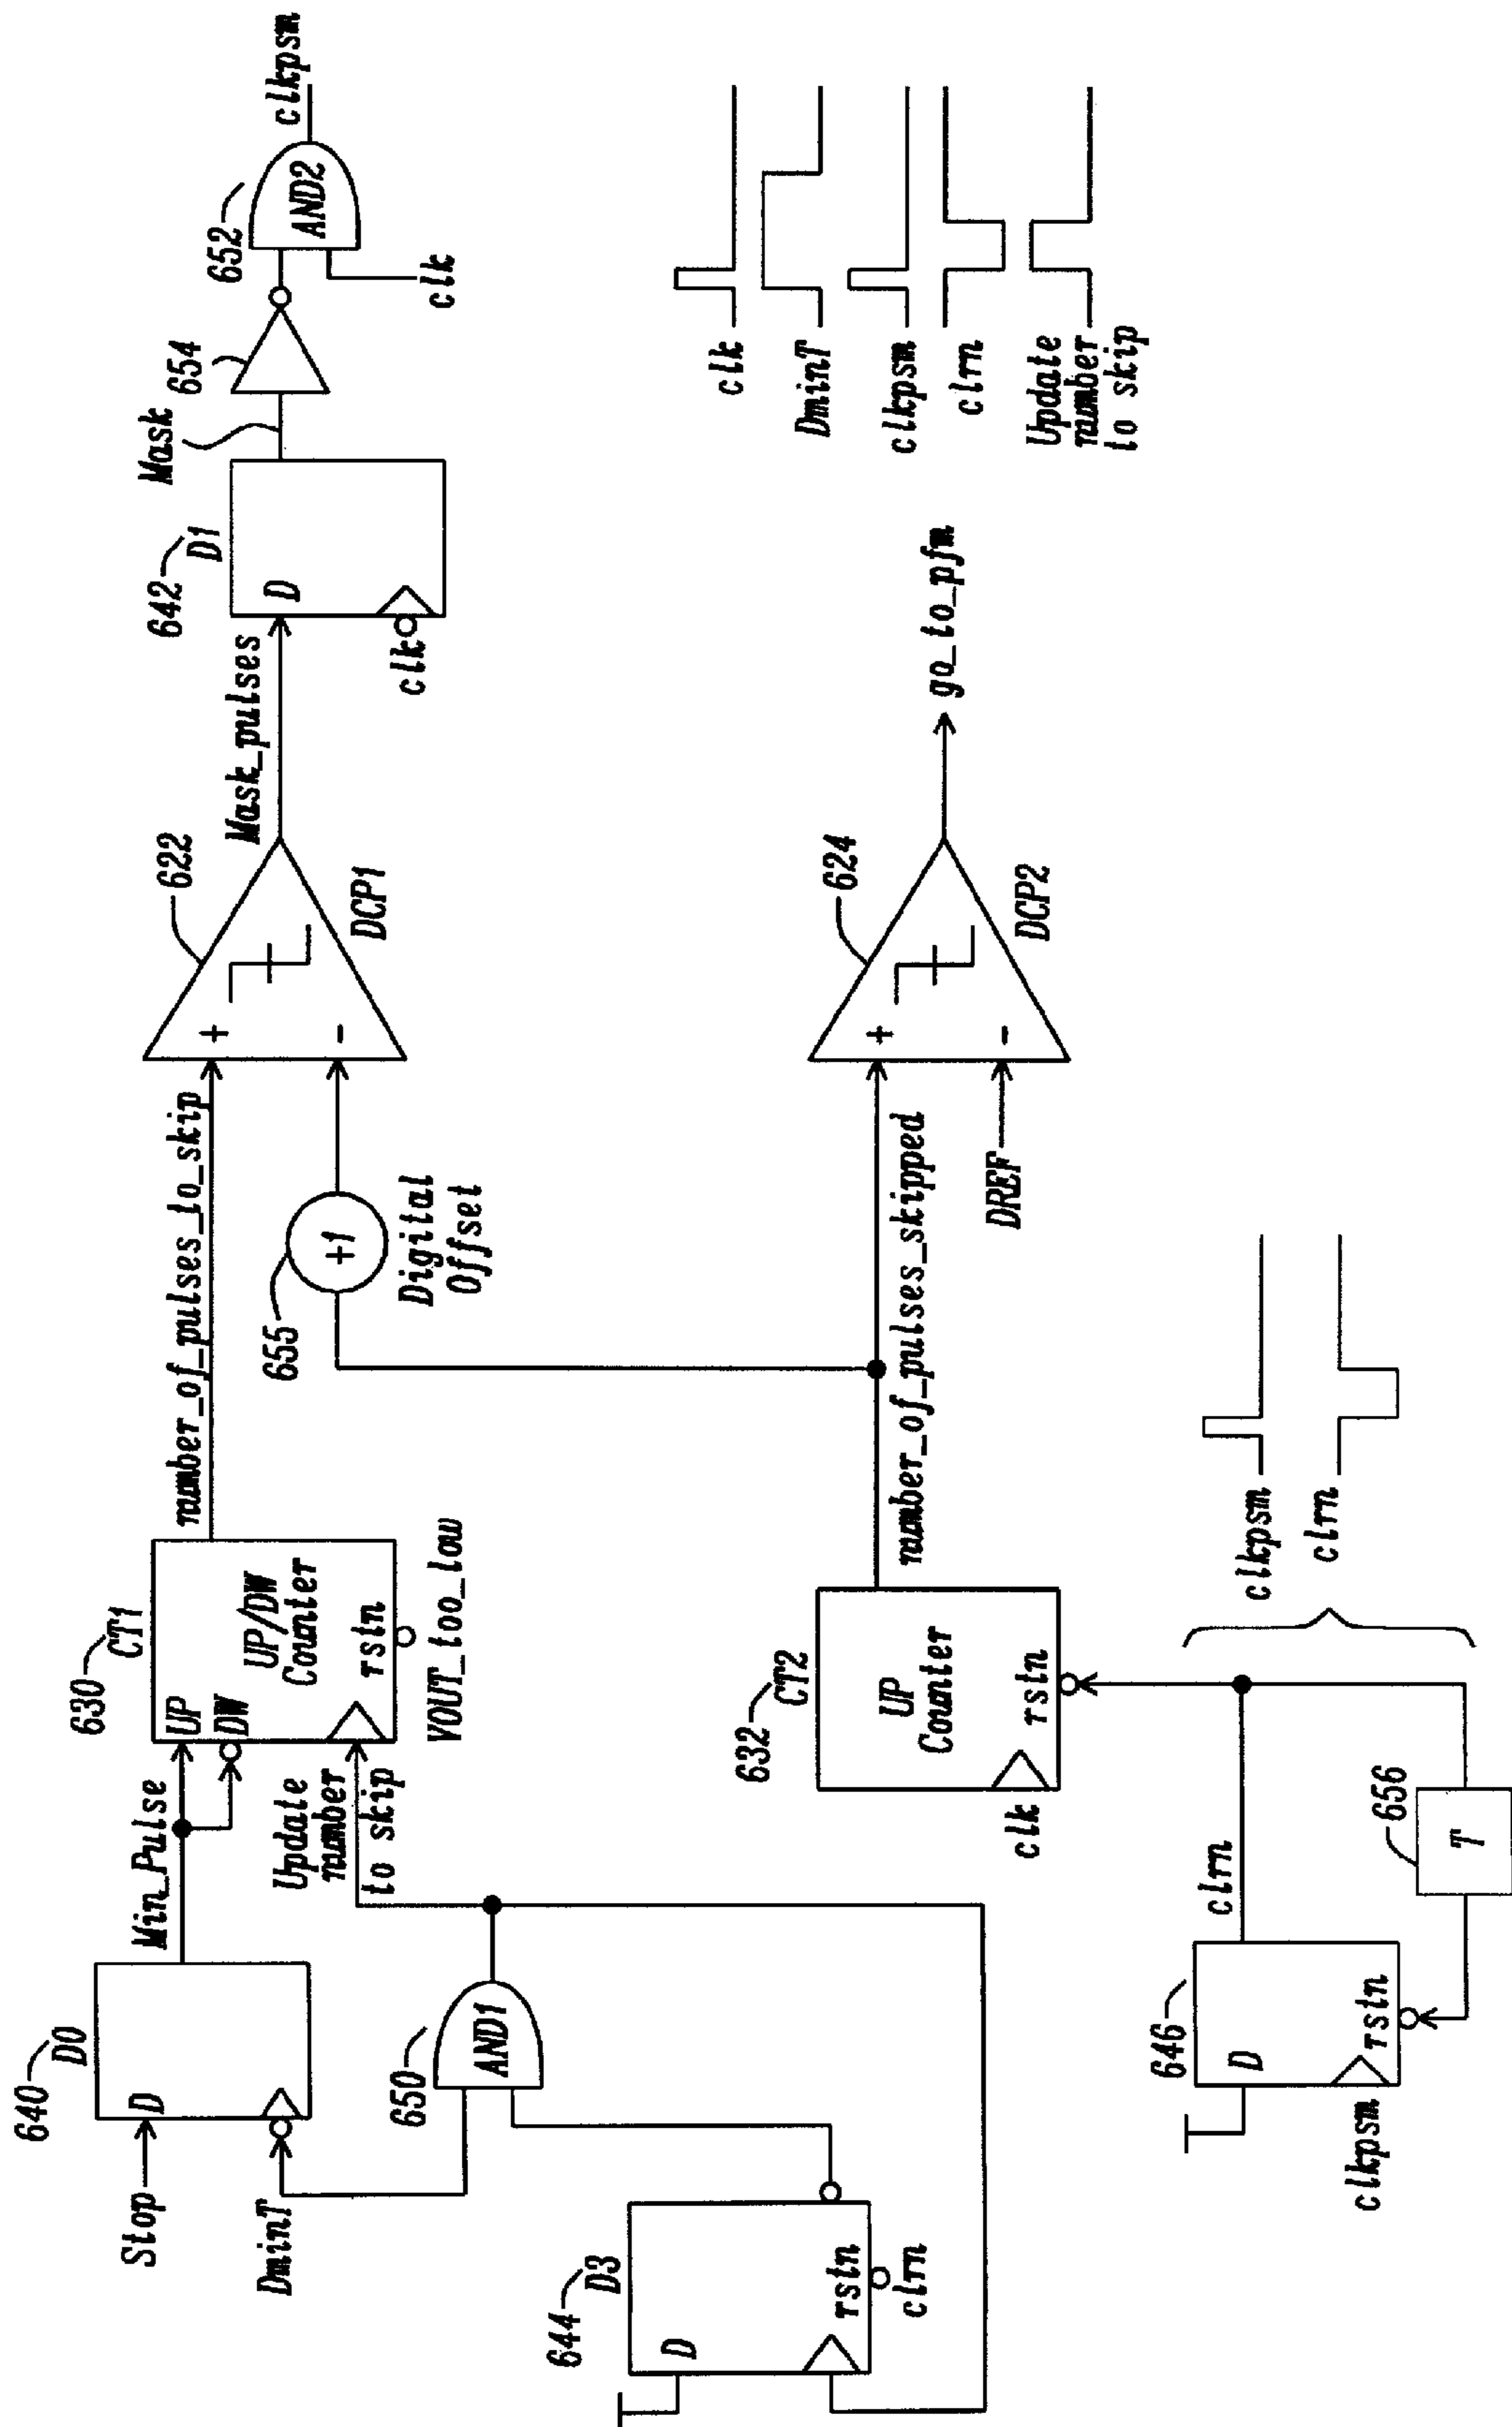 640
D0
Stop
D
DminT
Min_Pulse
630
CT1
UP
DW
UP/DW
Counter
rstn
VOUT_too_low
Update
number
to skip
number_of_pulses_to_skip
622
+
-
DCP1
Mask_pulses
642
D1
D
clk
Mask
654
652
AND2
clk
clkpsm
650
AND1
644
D3
D
rstn
clrn
655
+1
Digital
Offset
632
CT2
UP
Counter
rstn
clk
number_of_pulses_skipped
DREF
624
+
-
DCP2
go_to_pfm
646
D
rstn
clkpsm
clrn
656
T
clkpsm
clrn
clk
DminT
clkpsm
clrn
Update
number
to skip